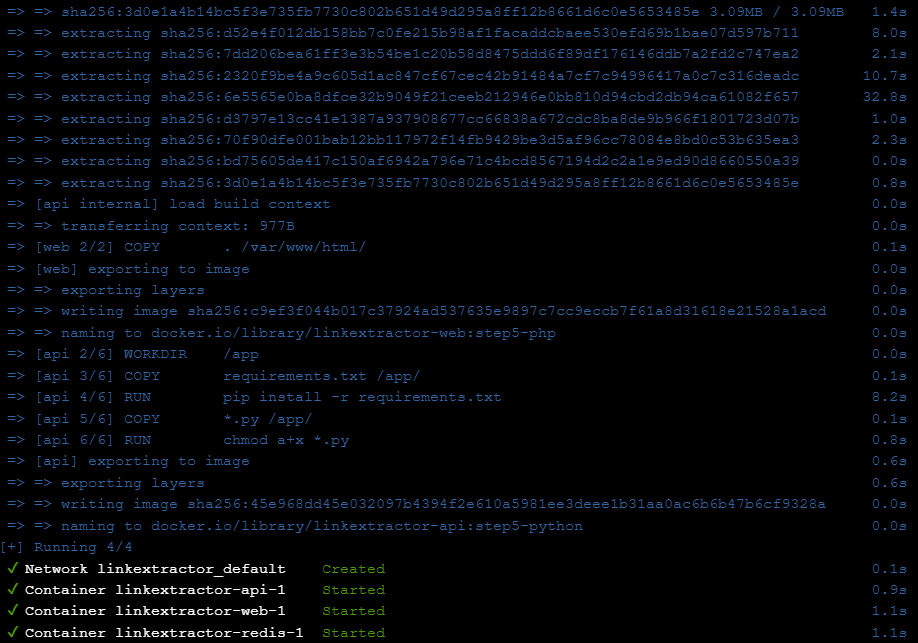 => => sha256:3d0e1a4b14bc5f3e735fb7730c802b651d49d295a8ff12b8661d6c0e5653485e 3.09MB / 3.09MB 1.4s
=> => extracting sha256:d52e4f012db158bb7c0fe215b98af1facaddcbaee530efd69b1bae07d597b711 8.0s
=> => extracting sha256:7dd206bea61ff3e3b54be1c20b58d8475ddd6f89df176146ddb7a2fd2c747ea2 2.1s
=> => extracting sha256:2320f9be4a9c605d1ac847cf67cec42b91484a7cf7c94996417a0c7c316deadc 10.7s
=> => extracting sha256:6e5565e0ba8dfce32b9049f21ceeb212946e0bb810d94cbd2db94ca61082f657 32.8s
=> => extracting sha256:d3797e13cc41e1387a937908677cc66838a672cdc8ba8de9b966f1801723d07b 1.0s
=> => extracting sha256:70f90dfe001bab12bb117972f14fb9429be3d5af96cc78084e8bd0c53b635ea3 2.3s
=> => extracting sha256:bd75605de417c150af6942a796e71c4bcd8567194d2c2a1e9ed90d8660550a39 0.0s
=> => extracting sha256:3d0e1a4b14bc5f3e735fb7730c802b651d49d295a8ff12b8661d6c0e5653485e 0.8s
=> [api internal] load build context 0.0s
=> => transferring context: 977B 0.0s
=> [web 2/2] COPY . /var/www/html/ 0.1s
=> [web] exporting to image 0.0s
=> => exporting layers 0.0s
=> => writing image sha256:c9ef3f044b017c37924ad537635e9897c7cc9eccb7f61a8d31618e21528a1acd 0.0s
=> => naming to docker.io/library/linkextractor-web:step5-php 0.0s
=> [api 2/6] WORKDIR /app 0.0s
=> [api 3/6] COPY requirements.txt /app/ 0.1s
=> [api 4/6] RUN pip install -r requirements.txt 8.2s
=> [api 5/6] COPY *.py /app/ 0.1s
=> [api 6/6] RUN chmod a+x *.py 0.8s
=> [api] exporting to image 0.6s
=> => exporting layers 0.6s
=> => writing image sha256:45e968dd45e032097b4394f2e610a5981ee3deee1b31aa0ac6b6b47b6cf9328a 0.0s
=> => naming to docker.io/library/linkextractor-api:step5-python 0.0s
[+] Running 4/4
✓ Network linkextractor_default Created 0.1s
✓ Container linkextractor-api-1 Started 0.9s
✓ Container linkextractor-web-1 Started 1.1s
✓ Container linkextractor-redis-1 Started 1.1s